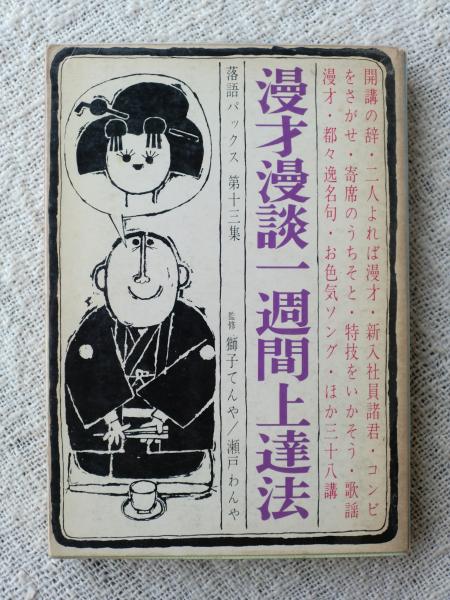 開講の辞・二人よれば漫才・新入社員諸君・コンビ
をさがせ・寄席のうちそと・特技をいかそう・歌謡
漫才・都々逸名句・お色気ソング・ほか三十八講
漫才漫談一週間上達法
落語パックス 第十三集
監修 獅子てんや／瀬戸わんや